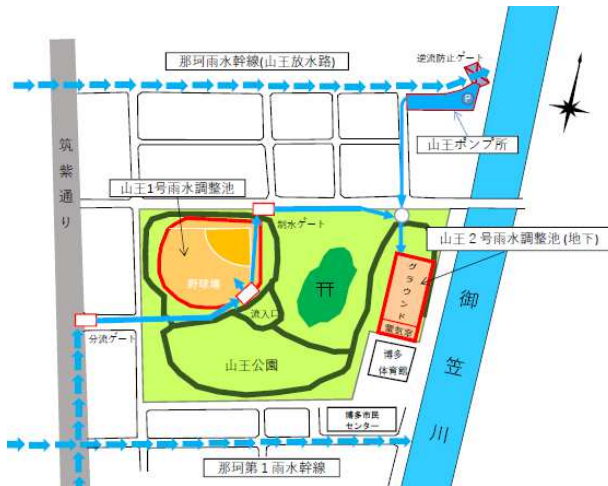 那珂雨水幹線(山王放水路)
逆流防止ゲート
P
山王ポンプ所
筑紫通り
山王1号雨水調整池
制水ゲート
山王２号雨水調整池(地下)
野球場
グラウンド
流入口
分流ゲート
電気室
御笠川
山王公園
博多
体育館
博多市民
センター
那珂第１雨水幹線